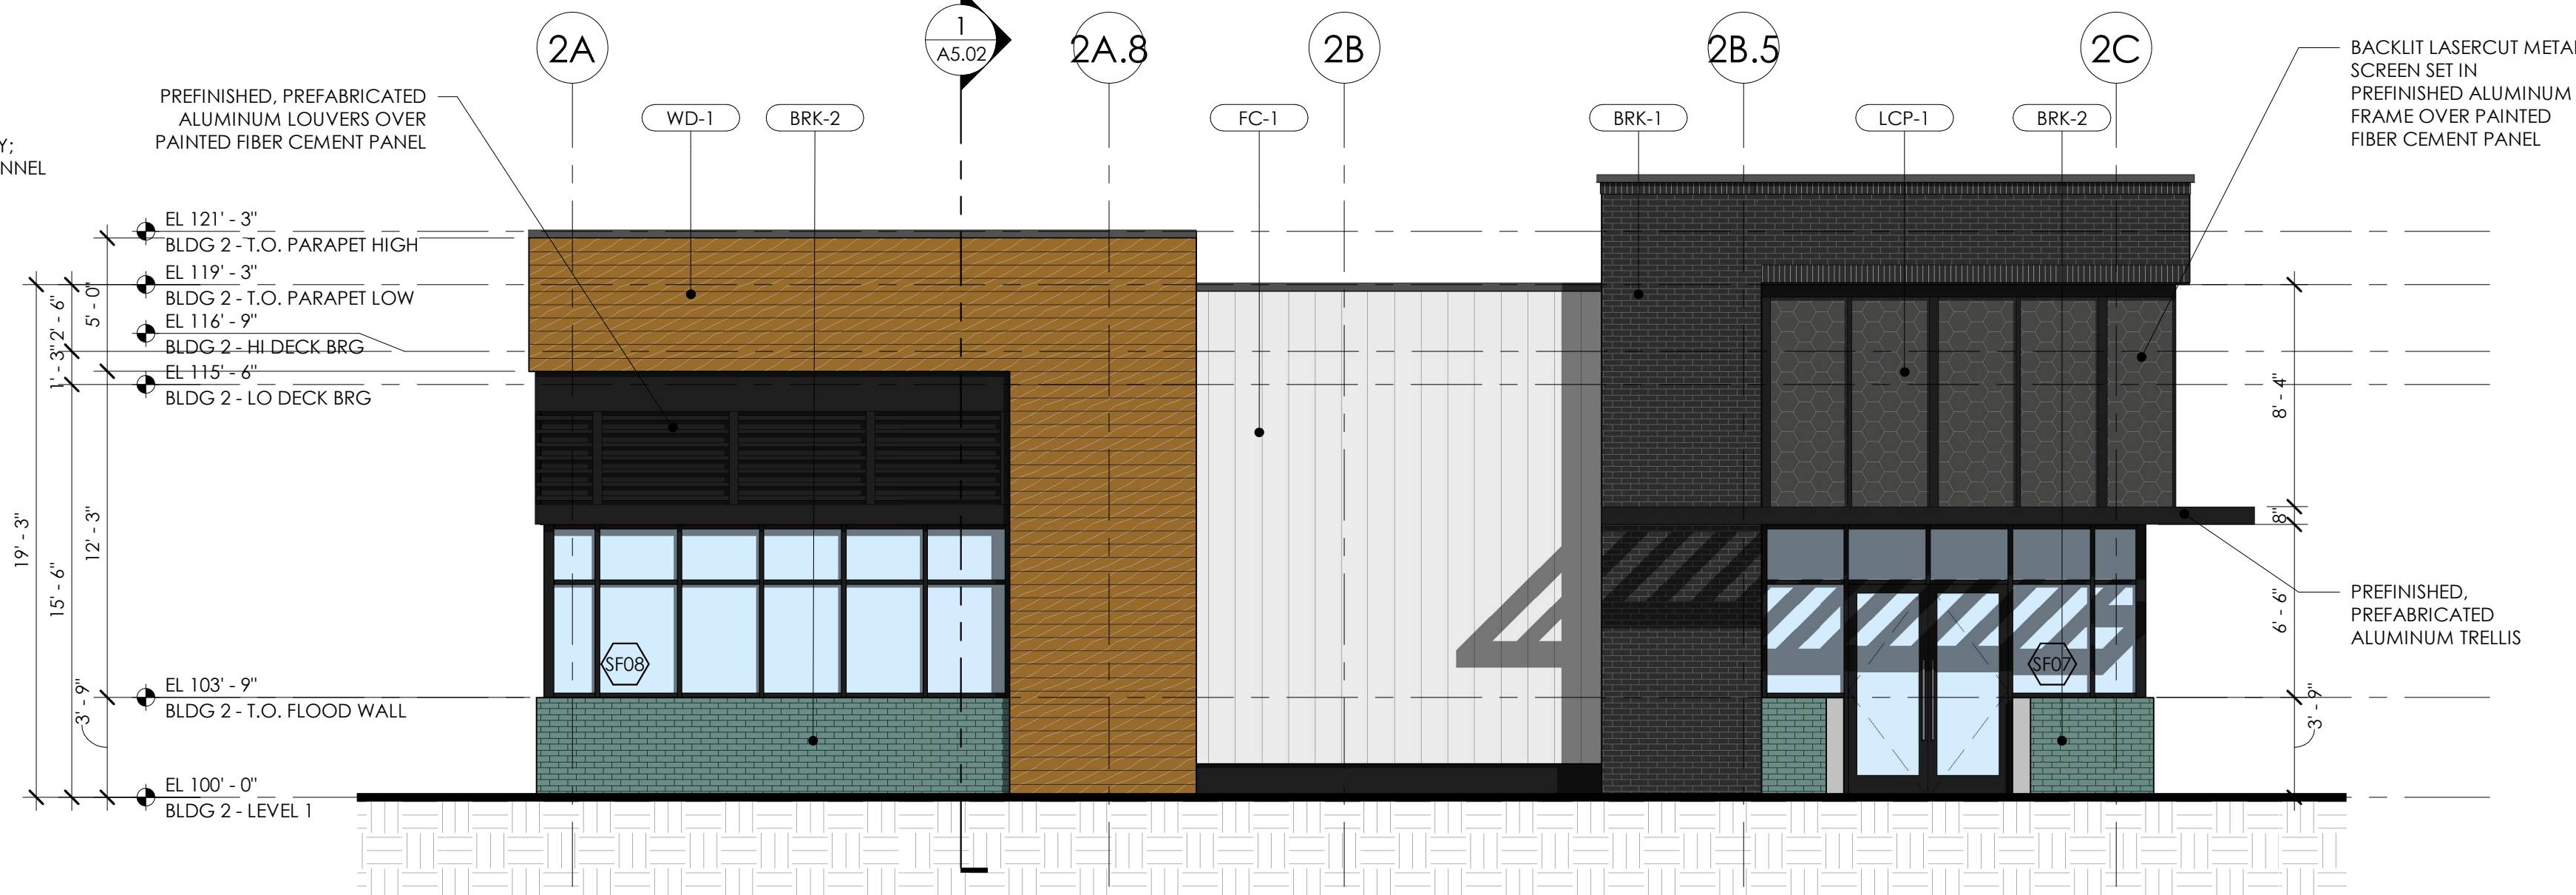 1
A5.02
2A
2A.8
2B
2B.5
2C
WD-1
BRK-2
FC-1
BRK-1
LCP-1
BRK-2
PREFINISHED, PREFABRICATED
ALUMINUM LOUVERS OVER
PAINTED FIBER CEMENT PANEL
BACKLIT LASERCUT METAL
SCREEN SET IN
PREFINISHED ALUMINUM
FRAME OVER PAINTED
FIBER CEMENT PANEL
Y;
NNEL
EL 121' - 3"
BLDG 2 - T.O. PARAPET HIGH
EL 119' - 3"
BLDG 2 - T.O. PARAPET LOW
EL 116' - 9"
BLDG 2 - HI DECK BRG
EL 115' - 6"
BLDG 2 - LO DECK BRG
EL 103' - 9"
BLDG 2 - T.O. FLOOD WALL
EL 100' - 0"
BLDG 2 - LEVEL 1
19' - 3"
2' - 6"
1' - 3"
15' - 6"
5' - 0"
12' - 3"
3' - 9"
SF08
SF07
8' - 4"
8"
6' - 6"
3' - 9"
PREFINISHED,
PREFABRICATED
ALUMINUM TRELLIS